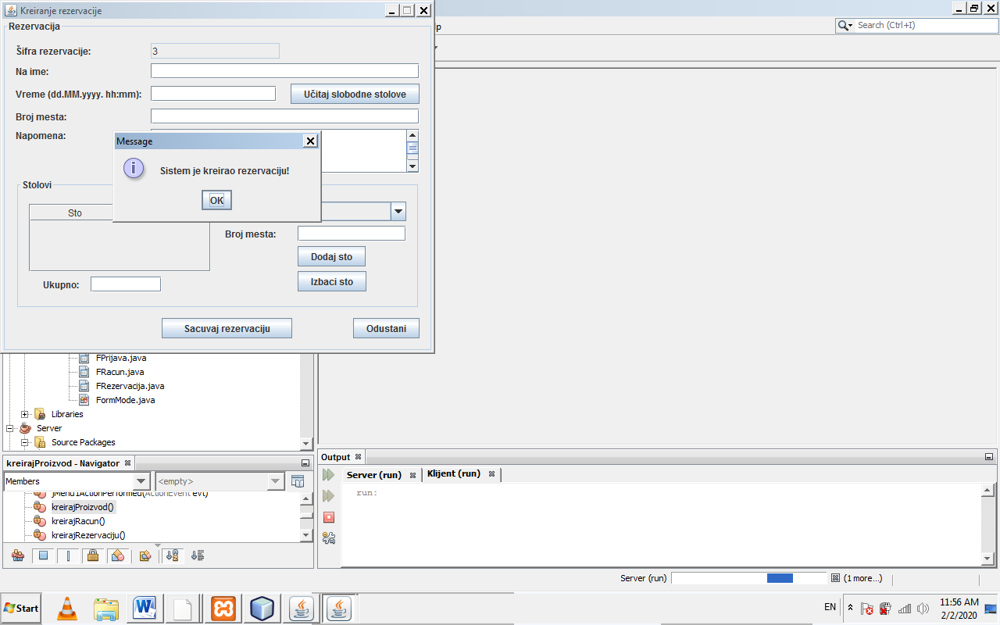 Kreiranje rezervacije
Search (Ctrl+I)
Rezervacija
Šifra rezervacije: 3
Na ime:
Vreme (dd.MM.yyyy. hh:mm): Učitaj slobodne stolove
Broj mesta:
Napomena:
Message
Sistem je kreirao rezervaciju!
OK
Stolovi
Sto
Broj mesta:
Dodaj sto
Izbaci sto
Ukupno:
Sacuvaj rezervaciju Odustani
FPrijava.java
FRacun.java
FRezervacija.java
FormMode.java
Libraries
Server
Source Packages
kreirajProizvod - Navigator
Members <empty>
jMenu1ActionPerformed(ActionEvent evt)
kreirajProizvod()
kreirajRacun()
kreirajRezervaciju()
Output
Server (run) Klijent (run)
run:
Server (run) (1 more...)
Start EN 11:56 AM
2/2/2020